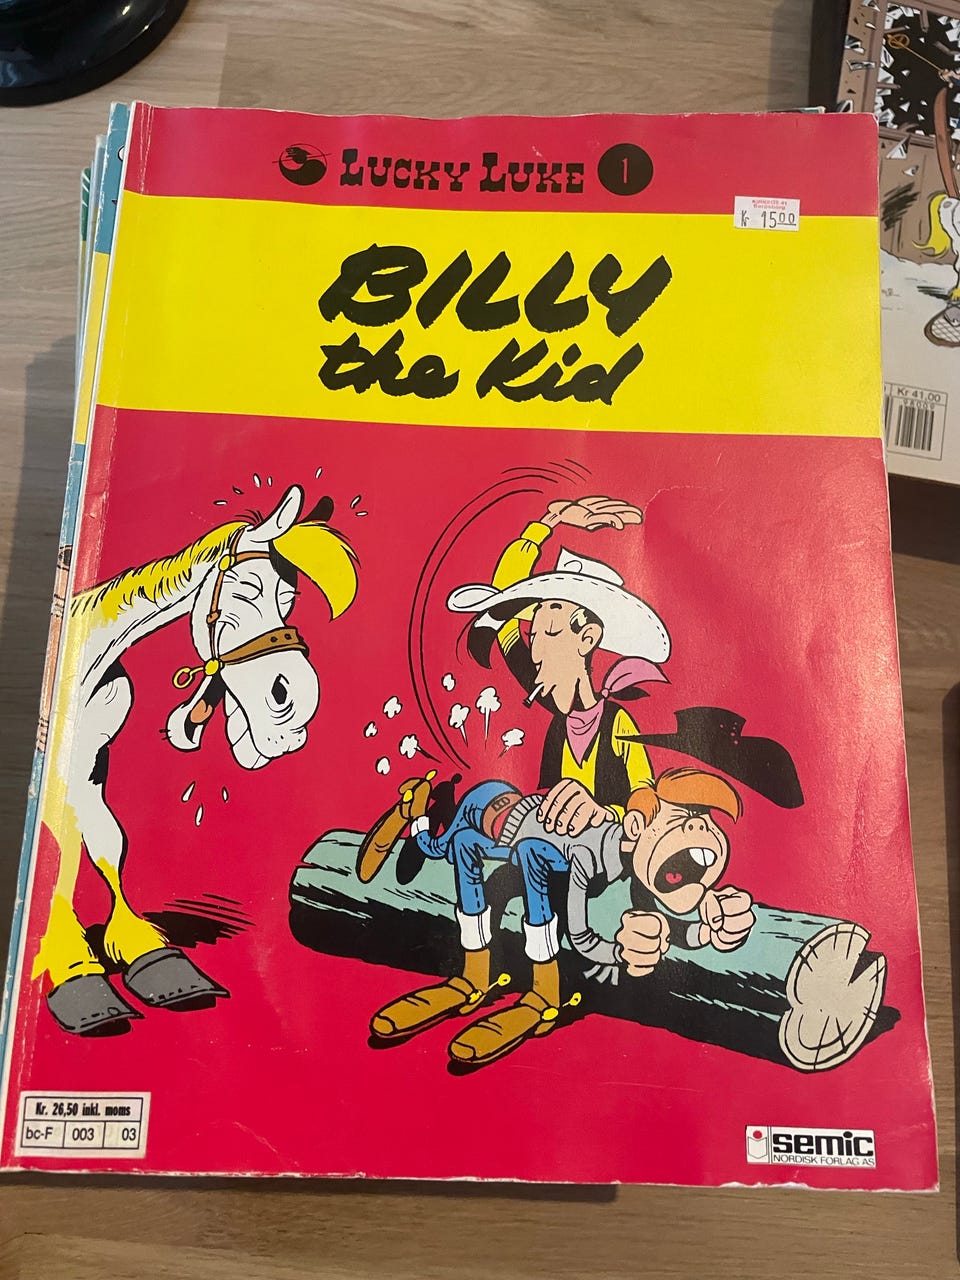 LUCKY LUKE 1
Kr 15.00
BILLY
the Kid
Kr 41,00
Kr. 26,50 inkl. moms
bc-F 003 03
semic
NORDISK FORLAG AS